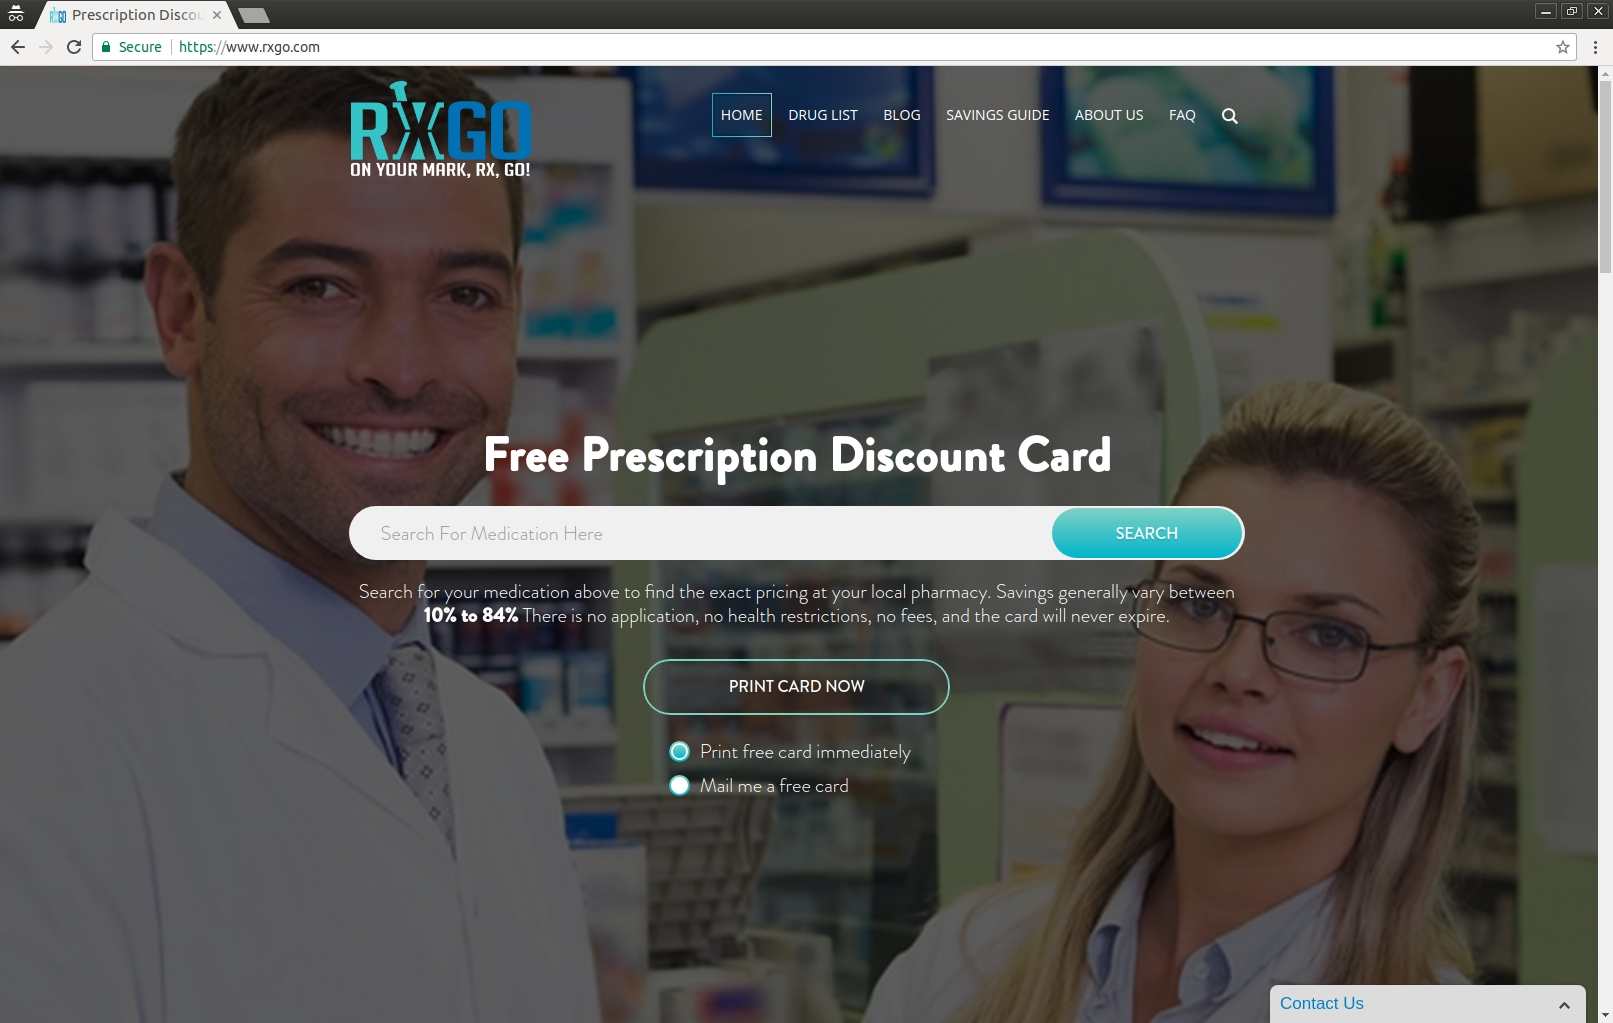 Prescription Discou
Secure
https://www.rxgo.com
RXGO
ON YOUR MARK, RX, GO!
HOME
DRUG LIST
BLOG
SAVINGS GUIDE
ABOUT US
FAQ
Free Prescription Discount Card
Search For Medication Here
SEARCH
Search for your medication above to find the exact pricing at your local pharmacy. Savings generally vary between
10% to 84% There is no application, no health restrictions, no fees, and the card will never expire.
PRINT CARD NOW
Print free card immediately
Mail me a free card
Contact Us